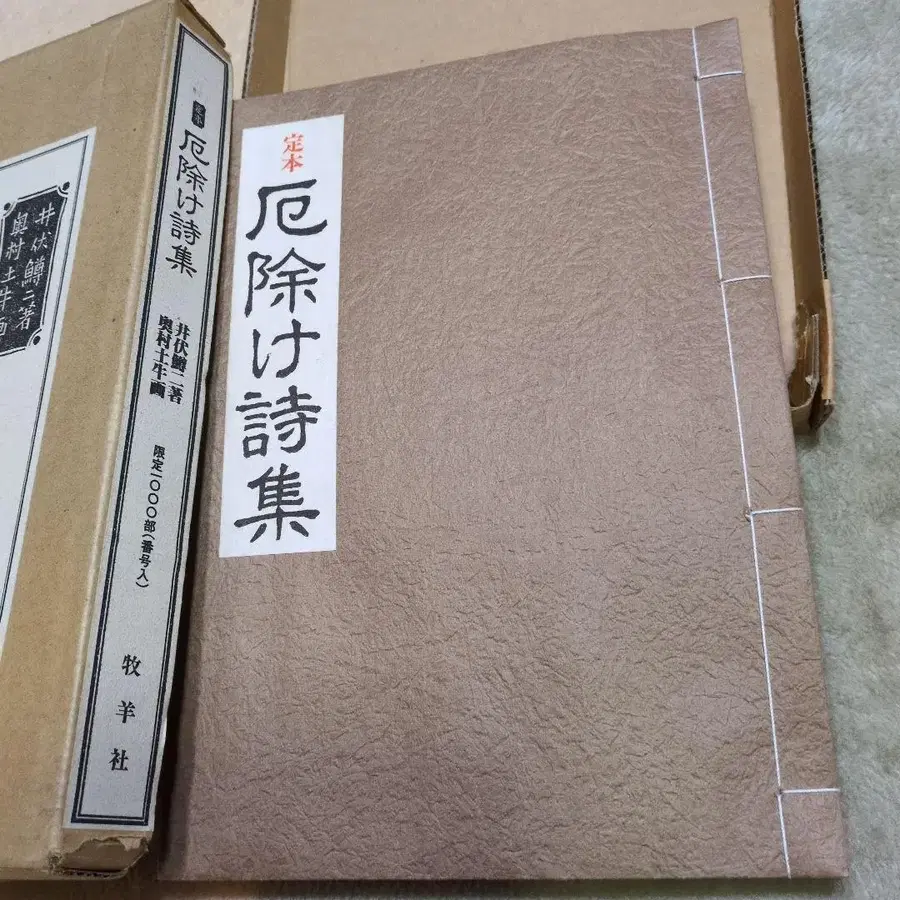 定本
厄除け詩集
井伏鱒二著
奥村土牛画
限定一〇〇〇部(番号入)
牧羊社
定本
厄除け詩集
井伏鱒二著
奥村土牛画